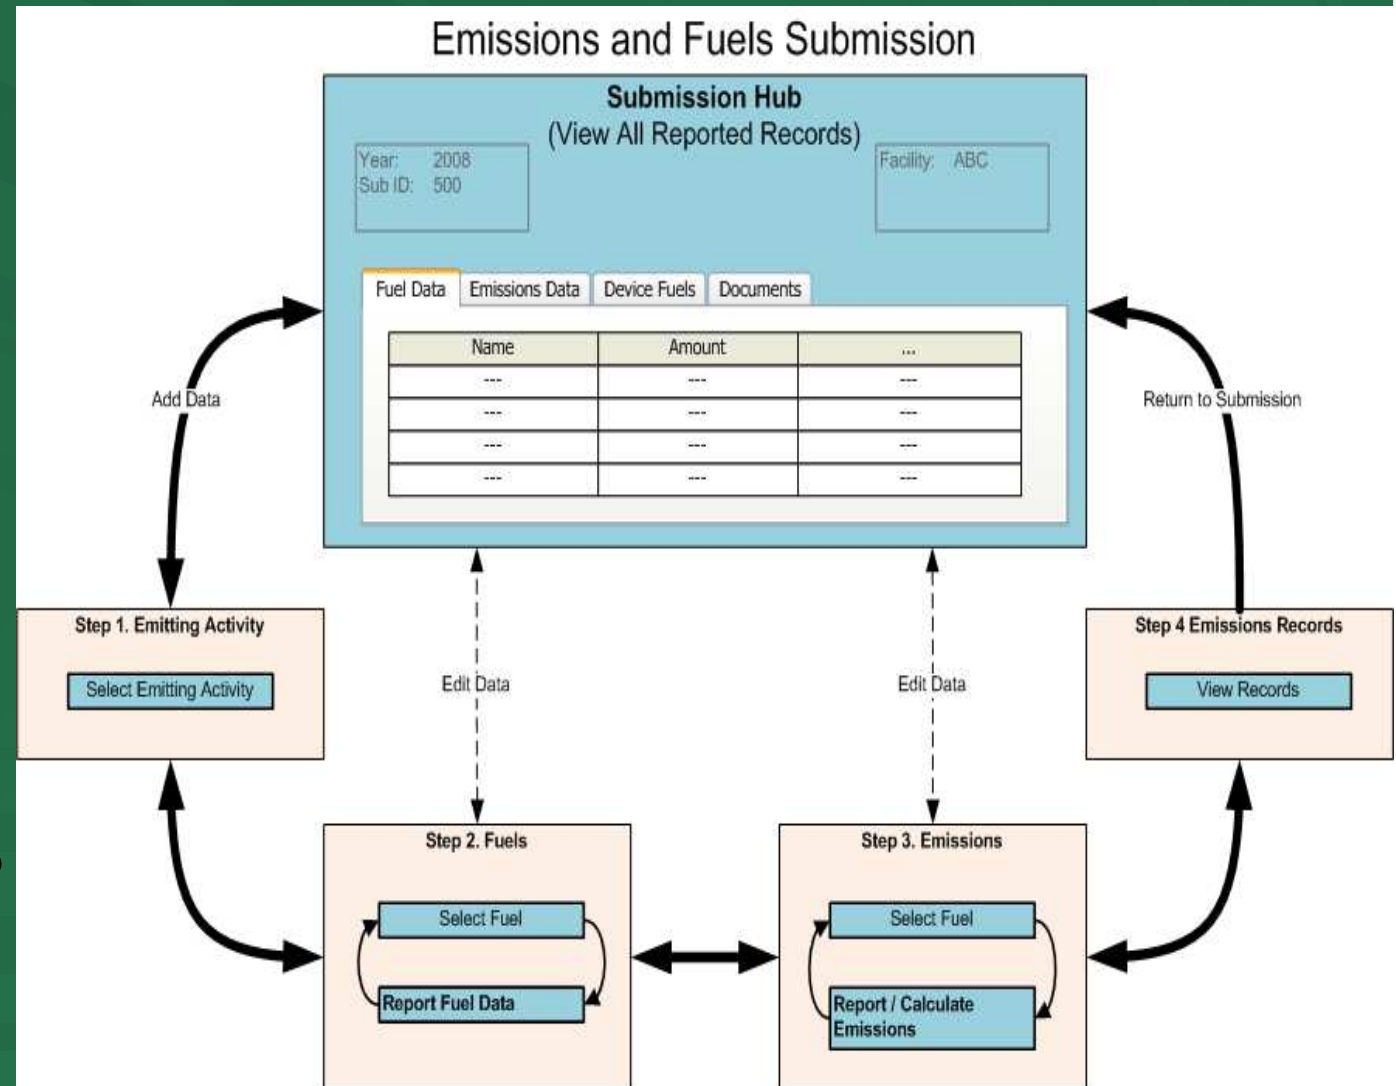 Emissions and Fuels Submission
Submission Hub
(View All Reported Records)
Year: 2008
Sub ID: 500
Facility: ABC
Fuel Data Emissions Data Device Fuels Documents
Name Amount ...
--- --- ---
--- --- ---
--- --- ---
--- --- ---
Add Data
Return to Submission
Step 1. Emitting Activity
Select Emitting Activity
Edit Data
Edit Data
Step 4 Emissions Records
View Records
Step 2. Fuels
Select Fuel
Report Fuel Data
Step 3. Emissions
Select Fuel
Report / Calculate
Emissions